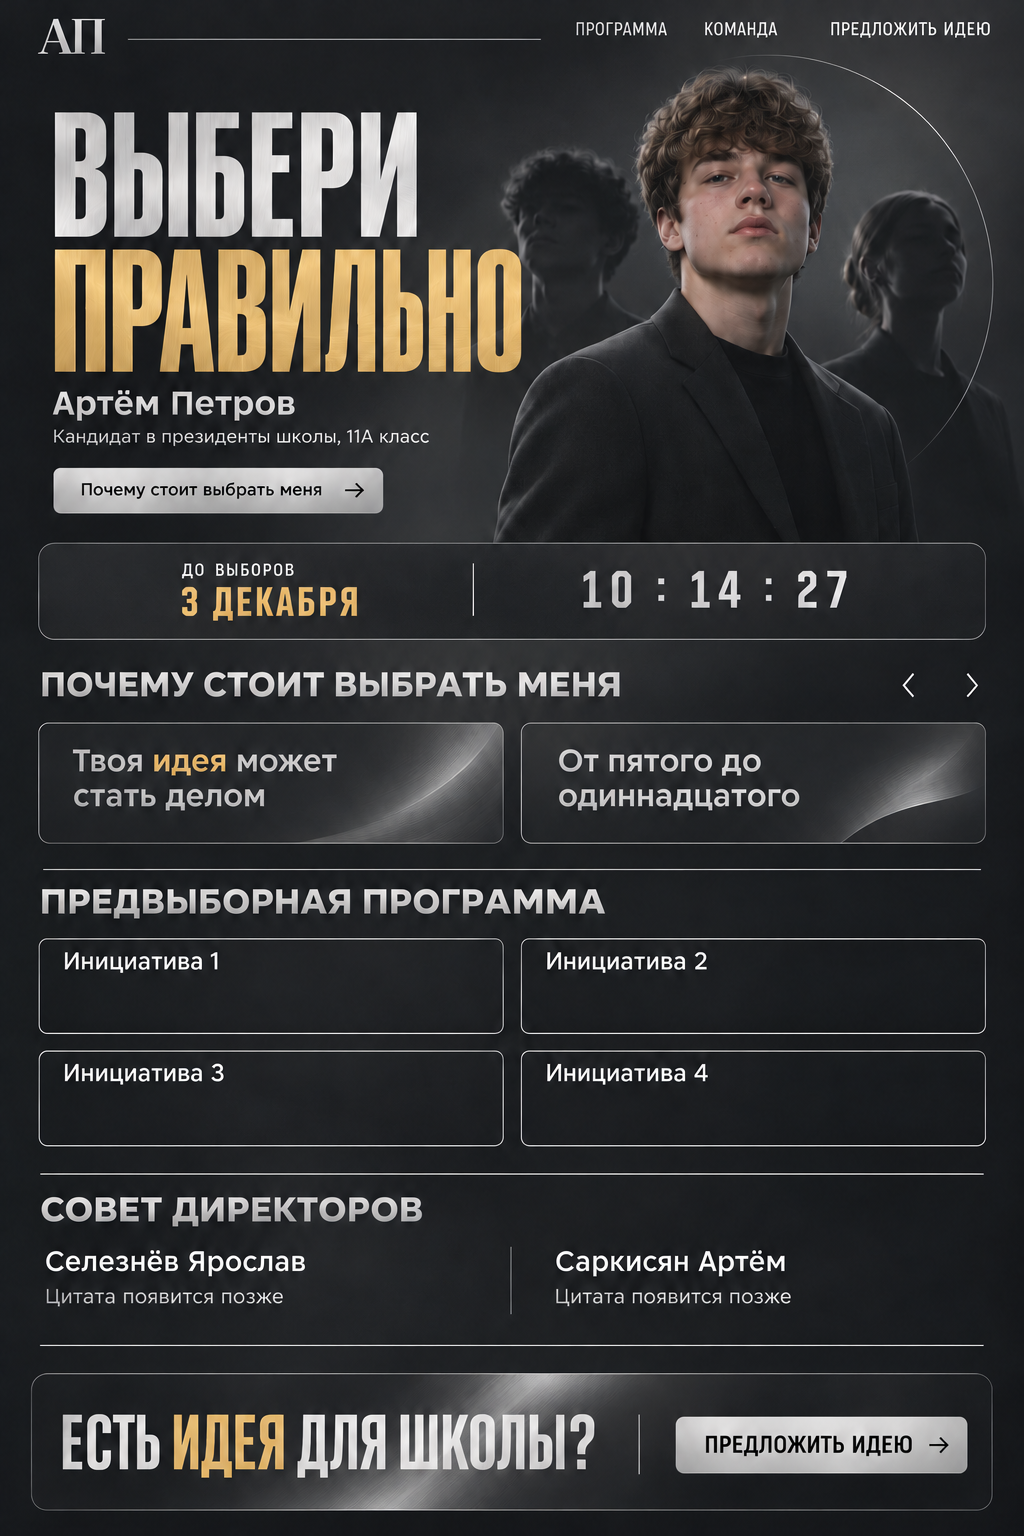 АП
ПРОГРАММА
КОМАНДА
ПРЕДЛОЖИТЬ ИДЕЮ
ВЫБЕРИ
ПРАВИЛЬНО
Артём Петров
Кандидат в президенты школы, 11А класс
Почему стоит выбрать меня →
ДО ВЫБОРОВ
3 ДЕКАБРЯ
10 : 14 : 27
ПОЧЕМУ СТОИТ ВЫБРАТЬ МЕНЯ
Твоя идея может
стать делом
От пятого до
одиннадцатого
ПРЕДВЫБОРНАЯ ПРОГРАММА
Инициатива 1
Инициатива 2
Инициатива 3
Инициатива 4
СОВЕТ ДИРЕКТОРОВ
Селезнёв Ярослав
Цитата появится позже
Саркисян Артём
Цитата появится позже
ЕСТЬ ИДЕЯ ДЛЯ ШКОЛЫ?
ПРЕДЛОЖИТЬ ИДЕЮ →